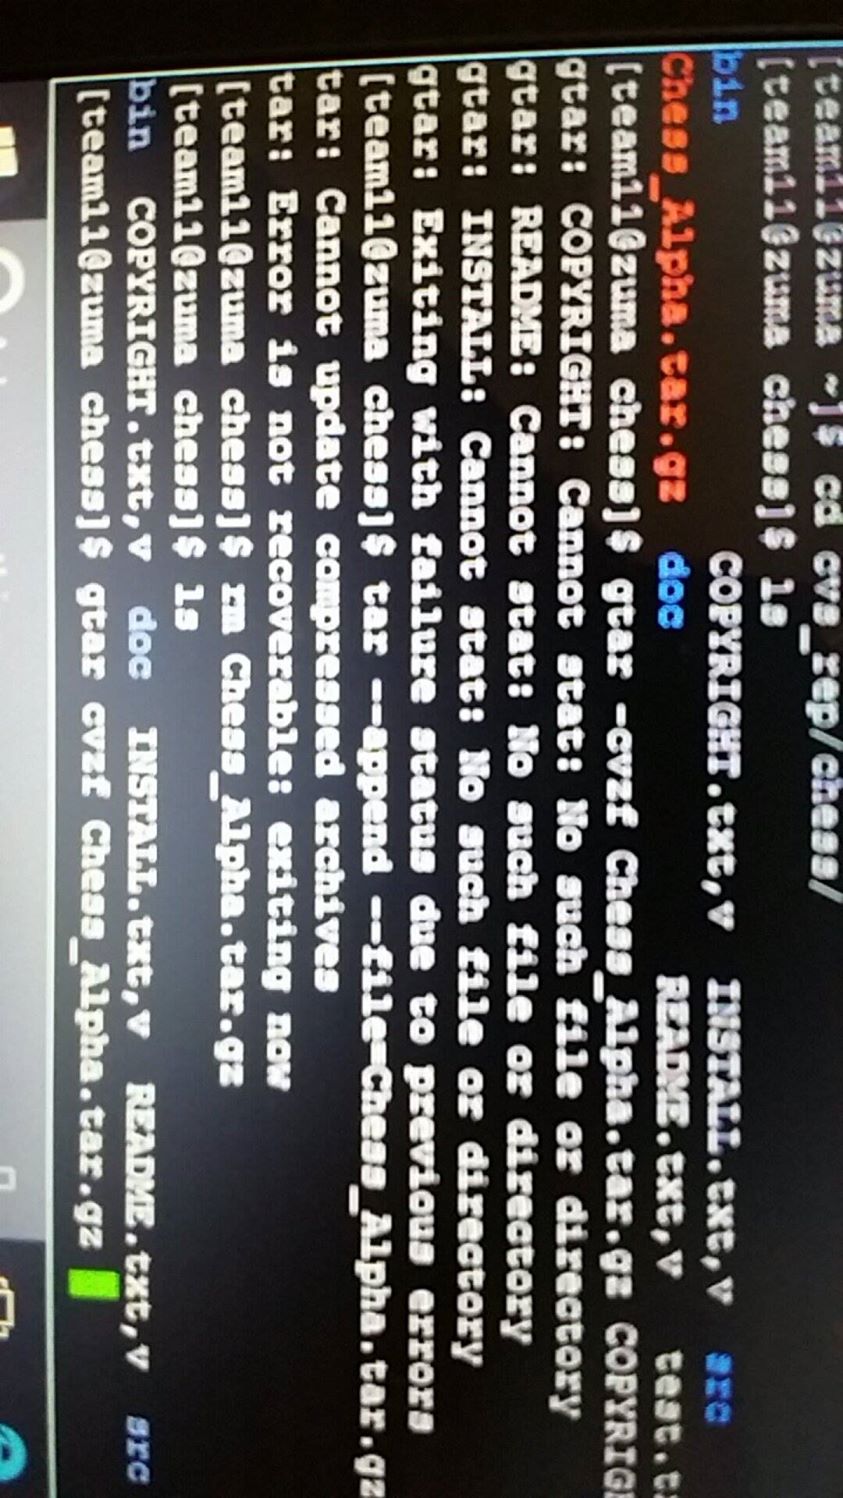 [team11@zuma ~]$ cd cvs_rep/chess/
[team11@zuma chess]$ ls
bin COPYRIGHT.txt,v INSTALL.txt,v src
Chess_Alpha.tar.gz doc README.txt,v
[team11@zuma chess]$ gtar -cvzf Chess_Alpha.tar.gz
gtar: COPYRIGHT: Cannot stat: No such file or directory
gtar: README: Cannot stat: No such file or directory
gtar: INSTALL: Cannot stat: No such file or directory
gtar: Exiting with failure status due to previous errors
[team11@zuma chess]$ tar --append --file=Chess_Alpha.tar.gz
tar: Cannot update compressed archives
tar: Error is not recoverable: exiting now
[team11@zuma chess]$ rm Chess_Alpha.tar.gz
[team11@zuma chess]$ ls
bin COPYRIGHT.txt,v doc INSTALL.txt,v README.txt,v src
[team11@zuma chess]$ gtar cvzf Chess_Alpha.tar.gz